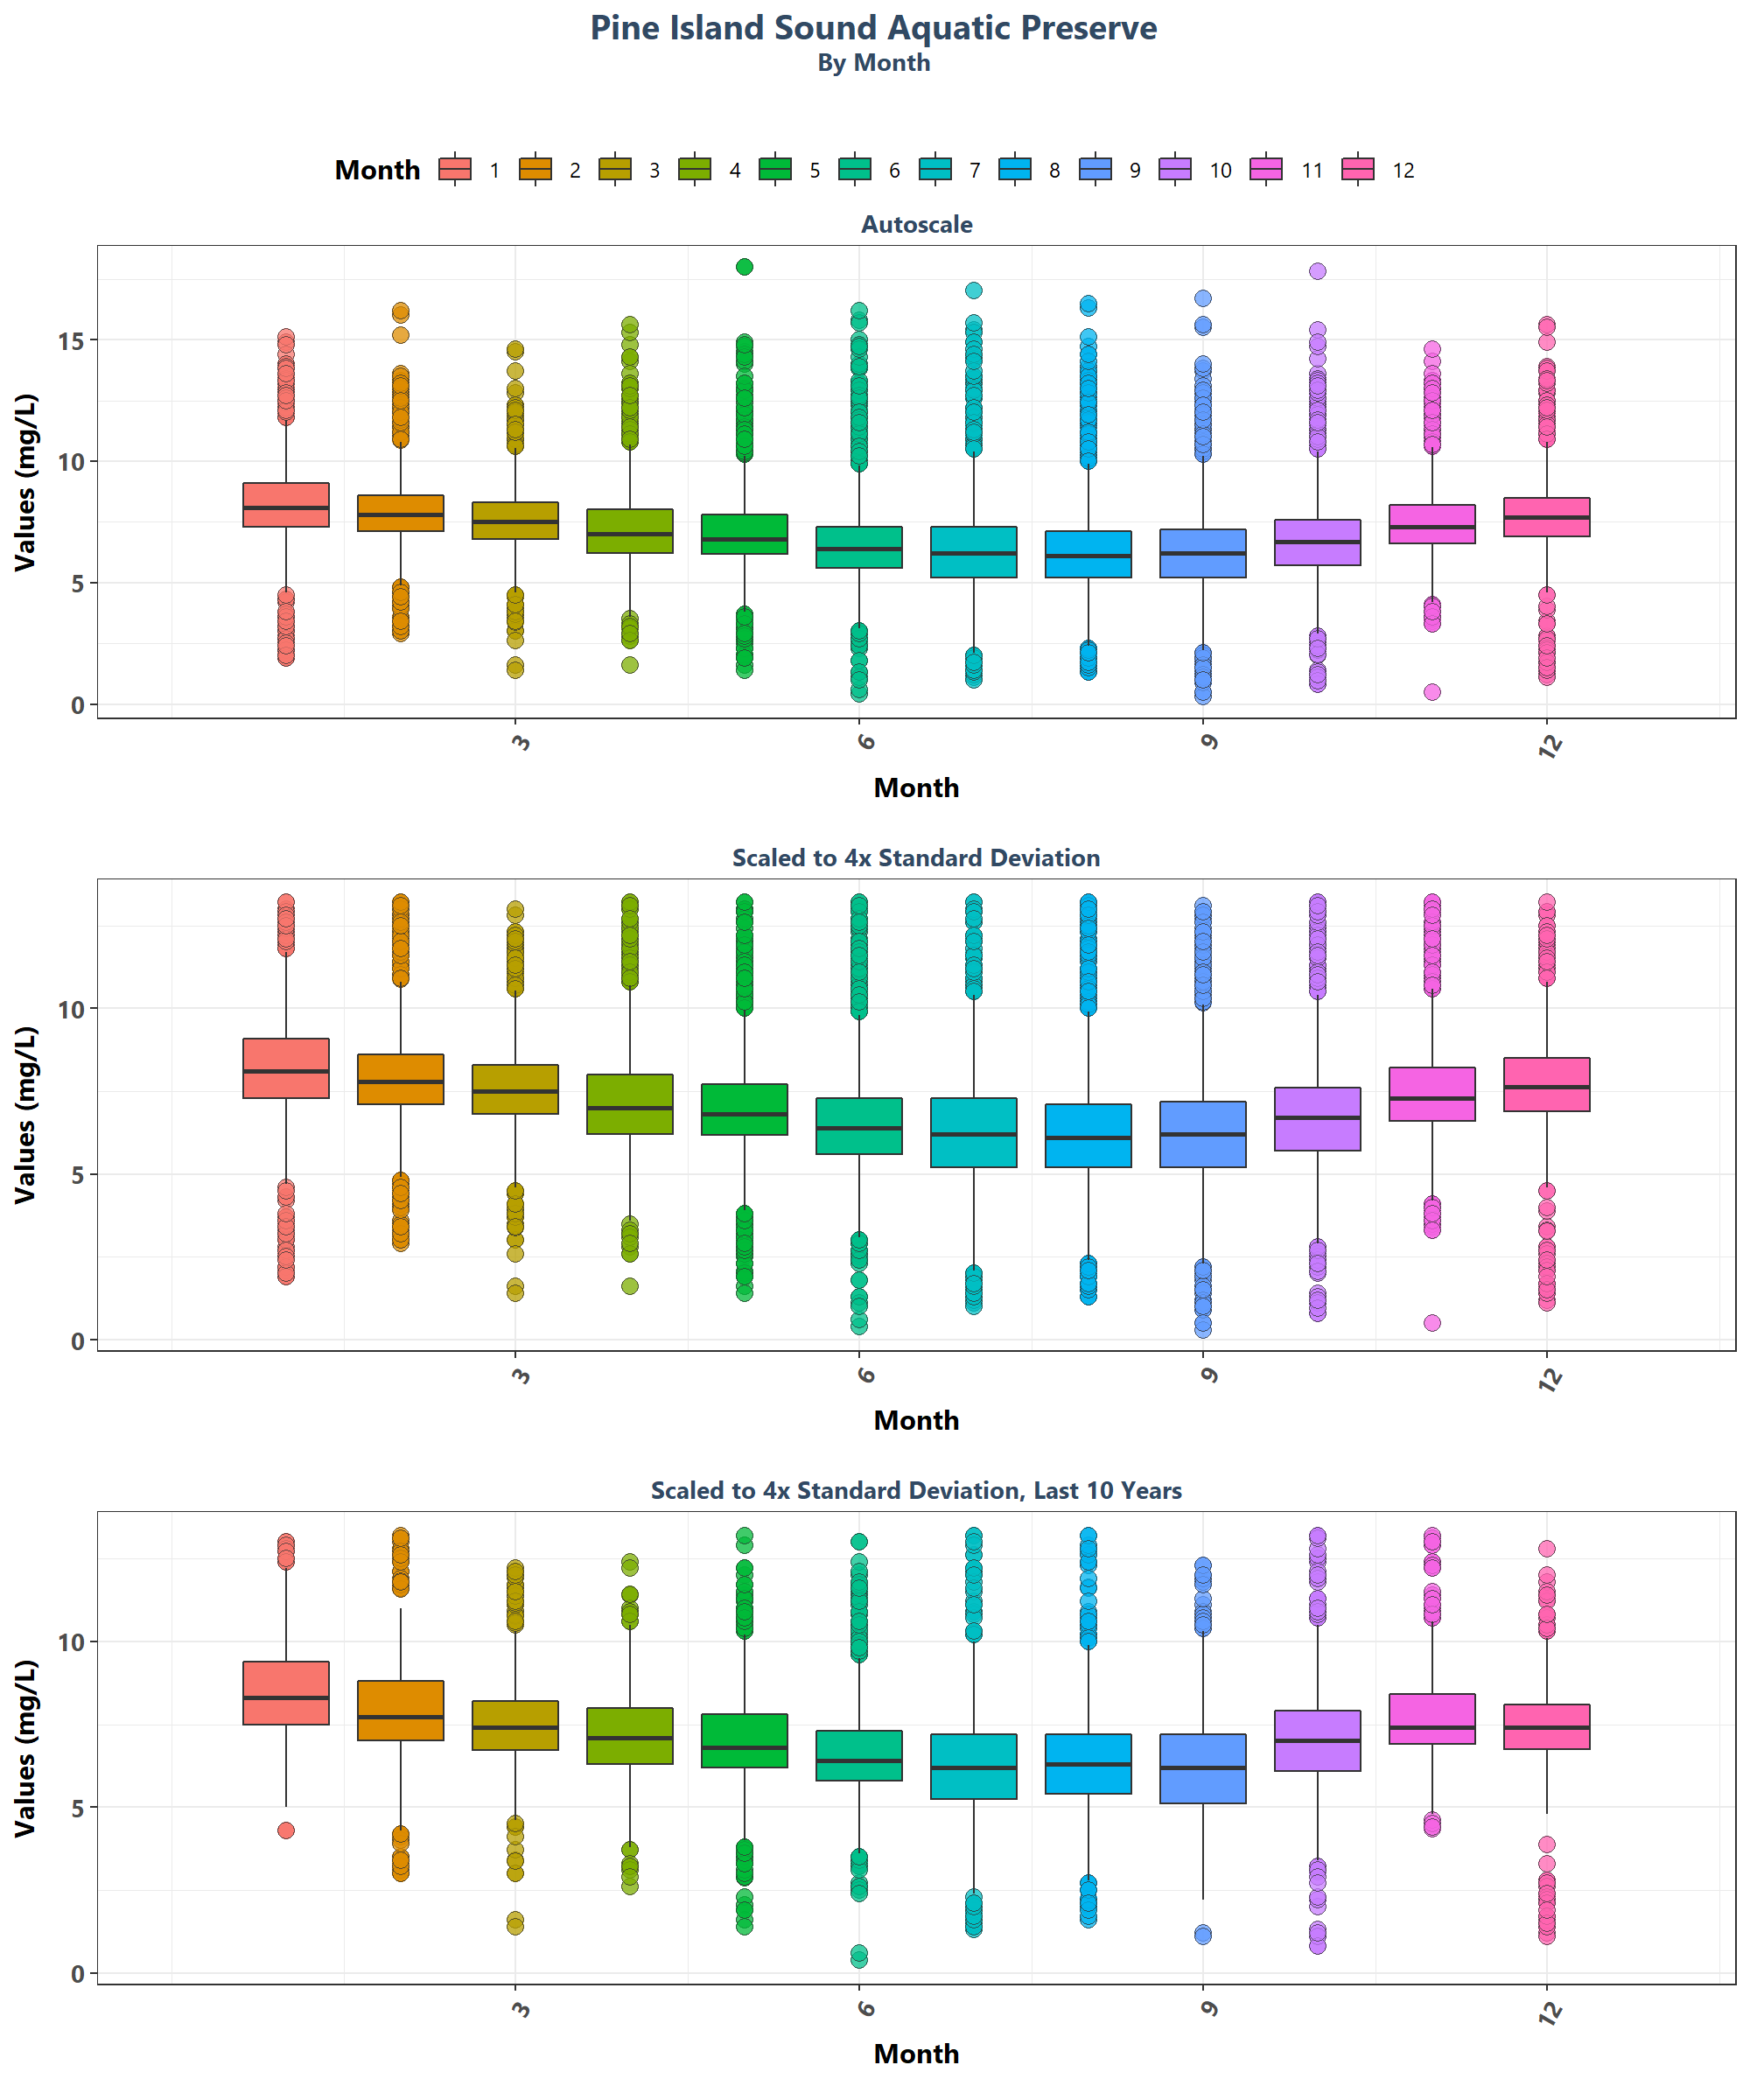 Pine Island Sound Aquatic Preserve
By Month
Month 1 2 3 4 5 6 7 8 9 10 11 12
Autoscale
Values (mg/L)
15
10
5
0
3 6 9 12
Month
Scaled to 4x Standard Deviation
Values (mg/L)
10
5
0
3 6 9 12
Month
Scaled to 4x Standard Deviation, Last 10 Years
Values (mg/L)
10
5
0
3 6 9 12
Month